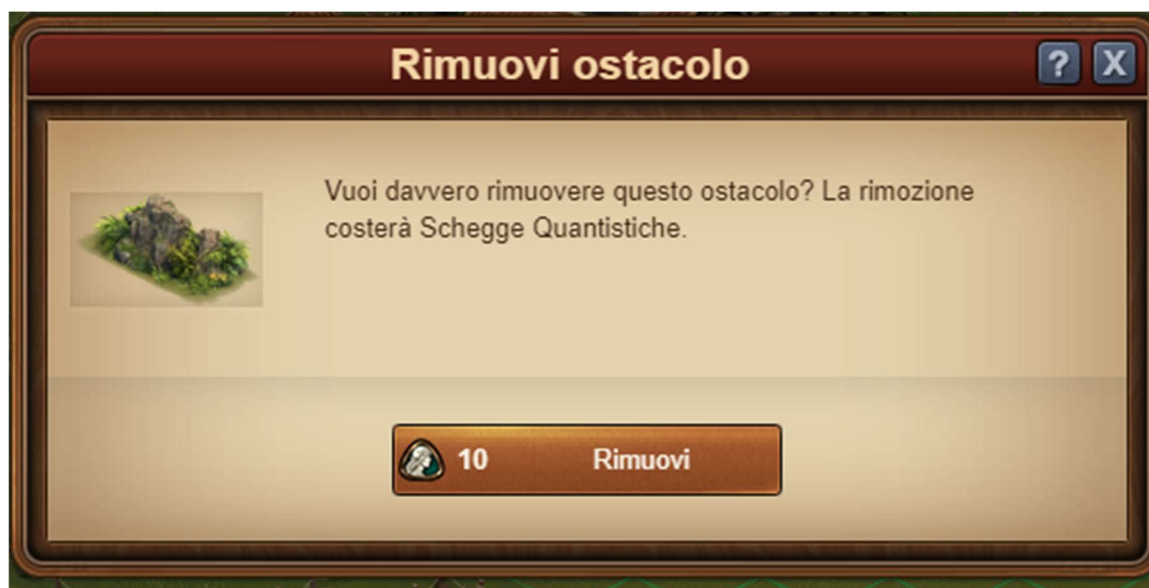 Rimuovi ostacolo
? X
Vuoi davvero rimuovere questo ostacolo? La rimozione
costerà Schegge Quantistiche.
10 Rimuovi